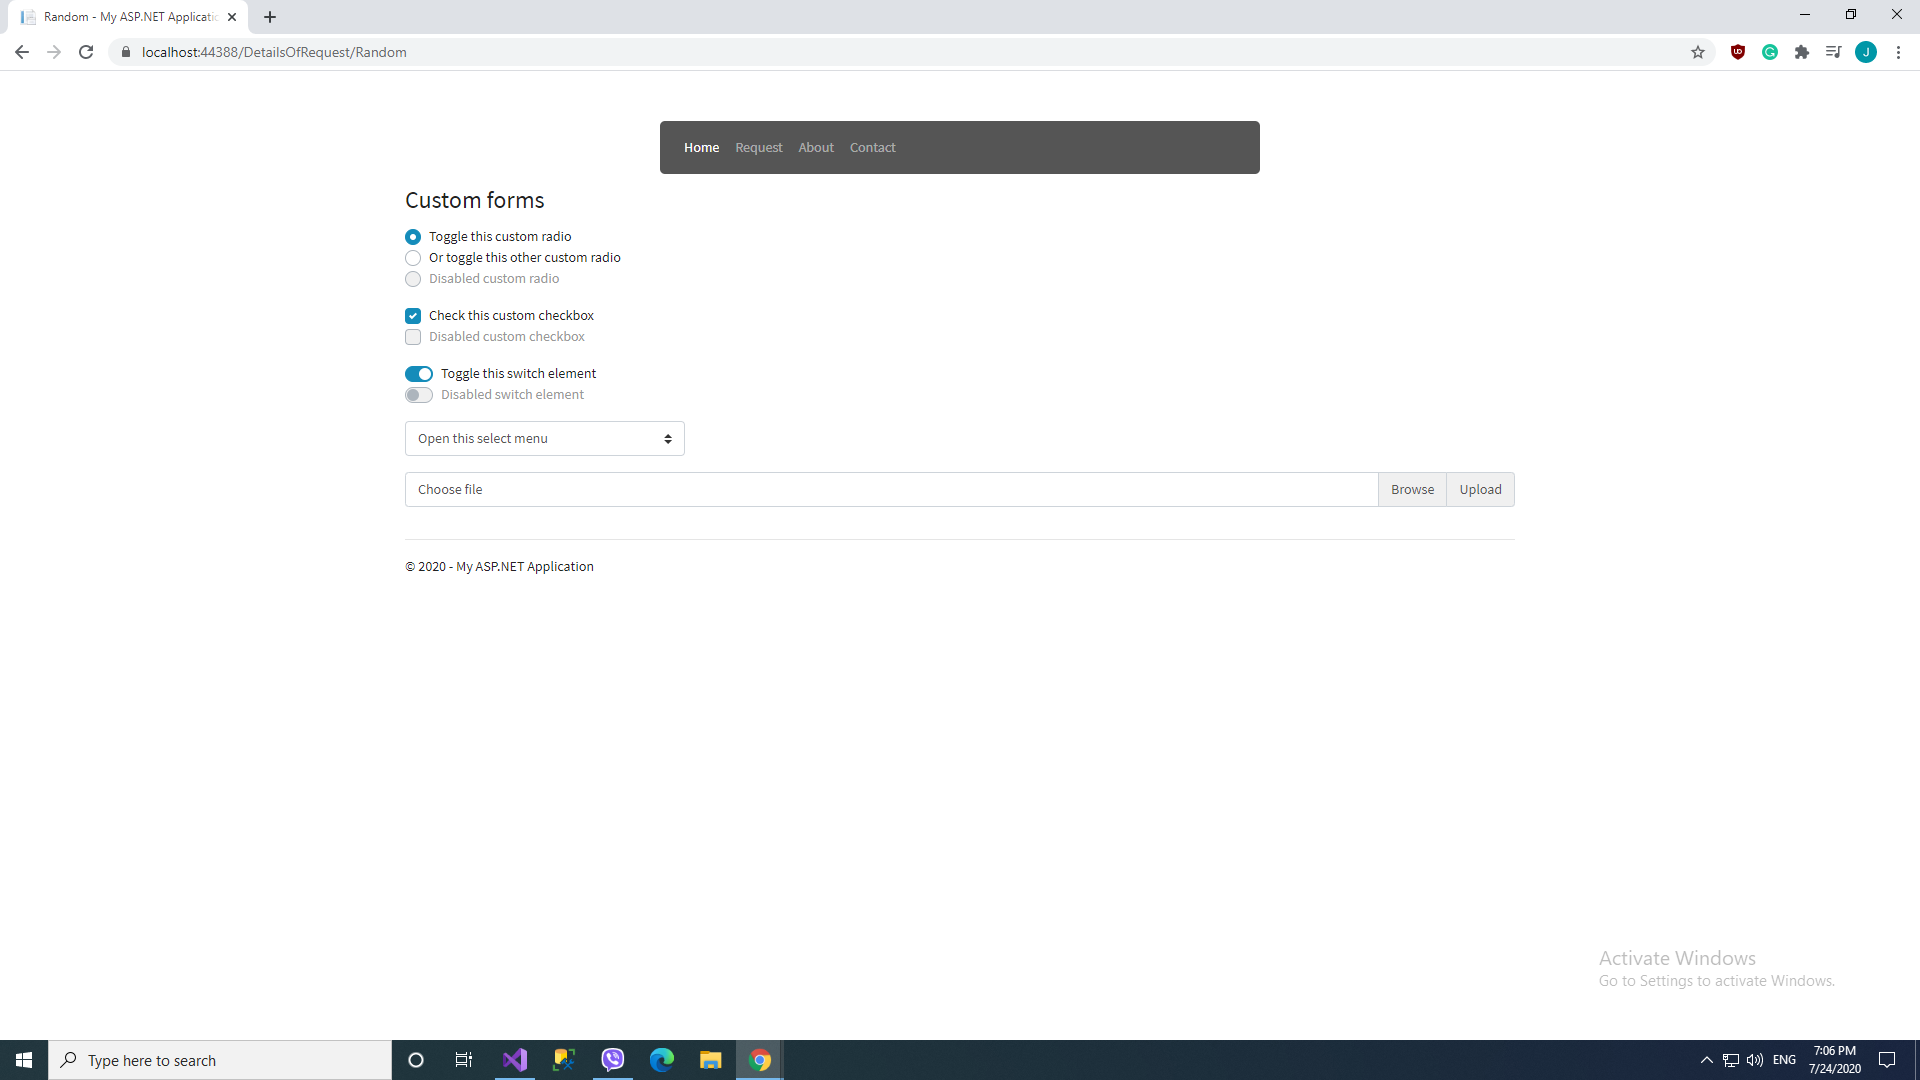 Random - My ASP.NET Applicatic
localhost:44388/DetailsOfRequest/Random
J
Home Request About Contact
Custom forms
Toggle this custom radio
Or toggle this other custom radio
Disabled custom radio
Check this custom checkbox
Disabled custom checkbox
Toggle this switch element
Disabled switch element
Open this select menu
Choose file Browse Upload
© 2020 - My ASP.NET Application
Activate Windows
Go to Settings to activate Windows.
Type here to search
ENG
7:06 PM
7/24/2020